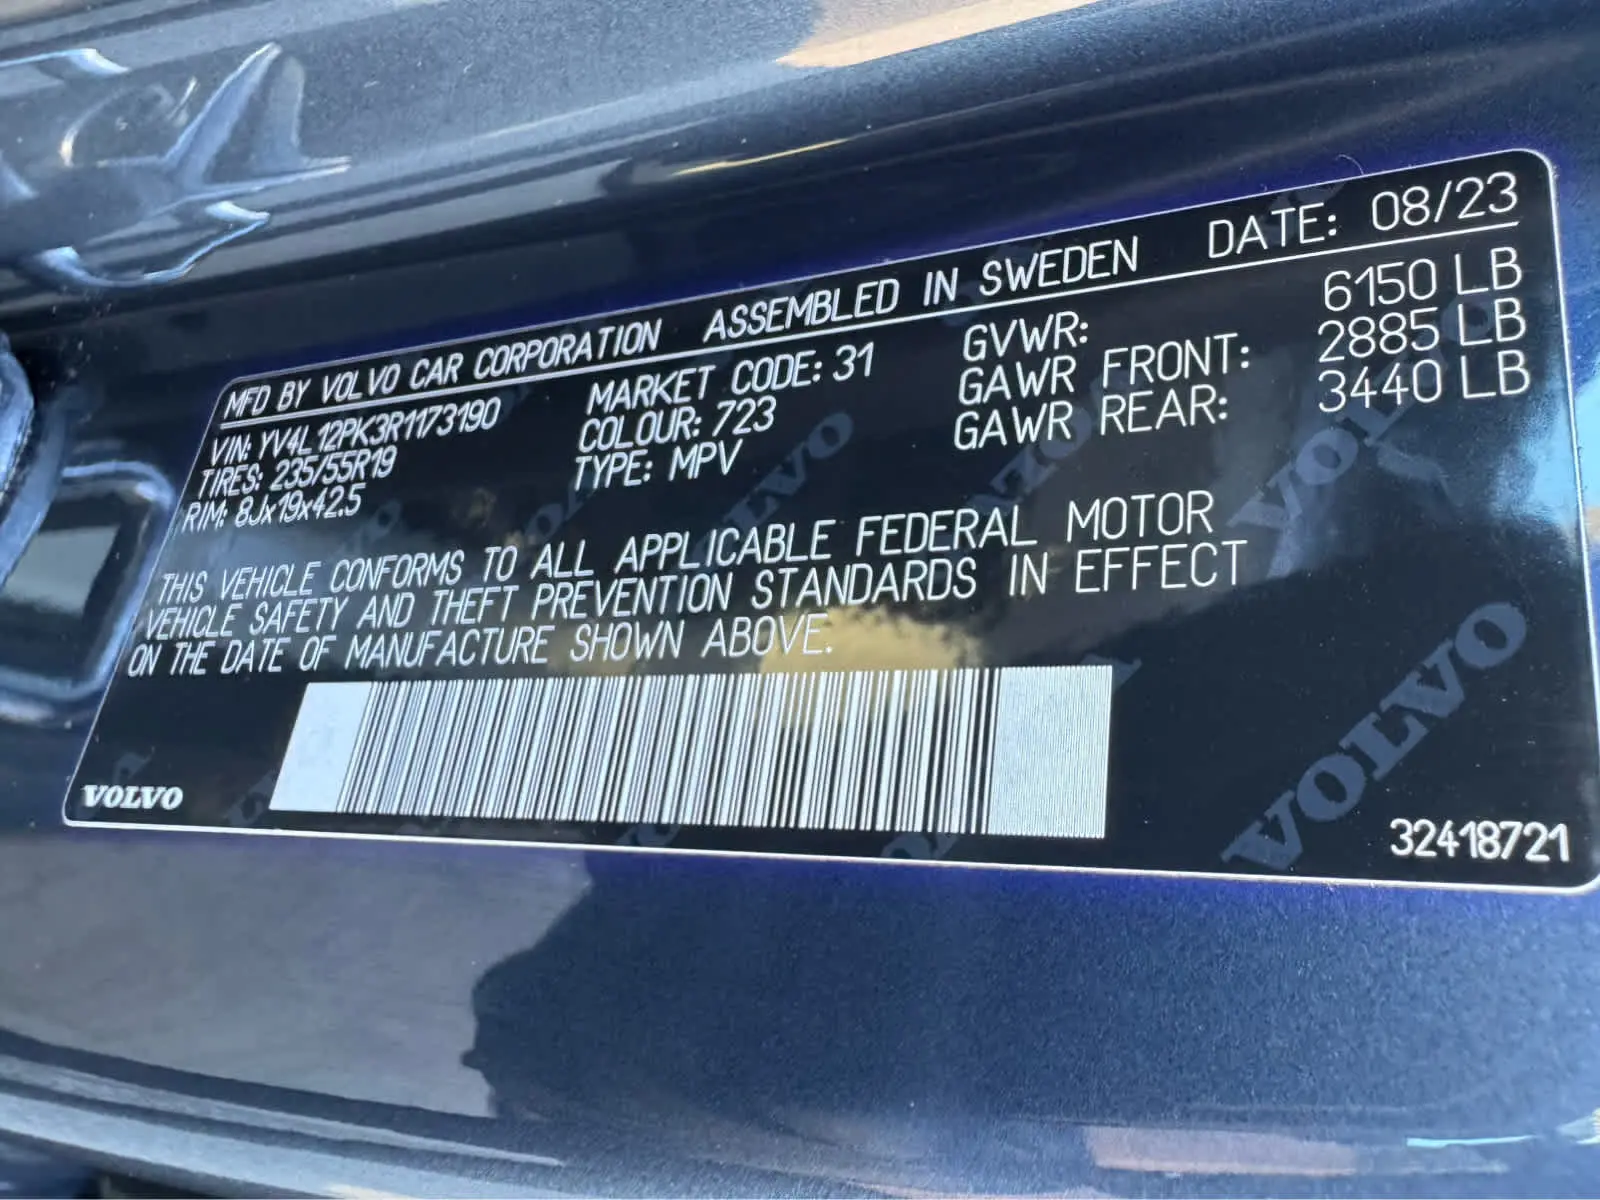 MFD BY VOLVO CAR CORPORATION ASSEMBLED IN SWEDEN DATE: 08/23
VIN: YV4L12PK3R1173190 MARKET CODE: 31 GVWR: 6150 LB
TIRES: 235/55R19 COLOUR: 723 GAWR FRONT: 2885 LB
RIM: 8Jx19x42.5 TYPE: MPV GAWR REAR: 3440 LB
THIS VEHICLE CONFORMS TO ALL APPLICABLE FEDERAL MOTOR
VEHICLE SAFETY AND THEFT PREVENTION STANDARDS IN EFFECT
ON THE DATE OF MANUFACTURE SHOWN ABOVE.
VOLVO
32418721